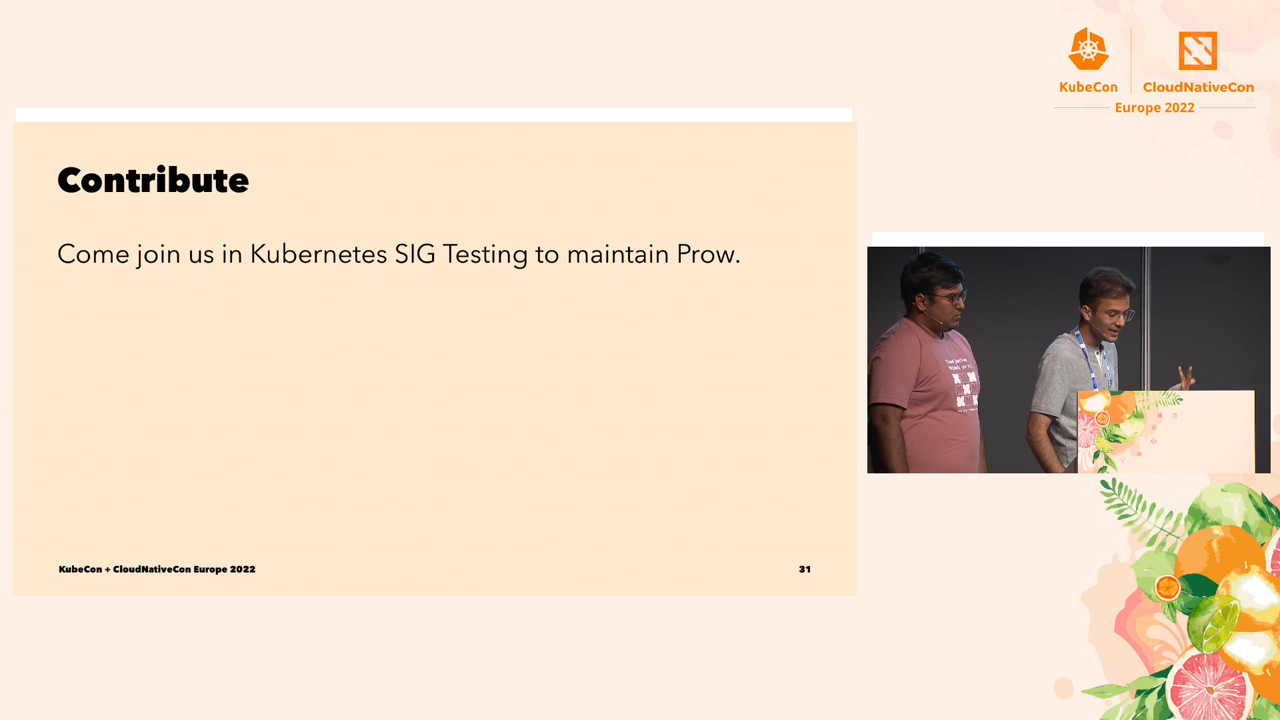 KubeCon
CloudNativeCon
Europe 2022
Contribute
Come join us in Kubernetes SIG Testing to maintain Prow.
KubeCon + CloudNativeCon Europe 2022
31